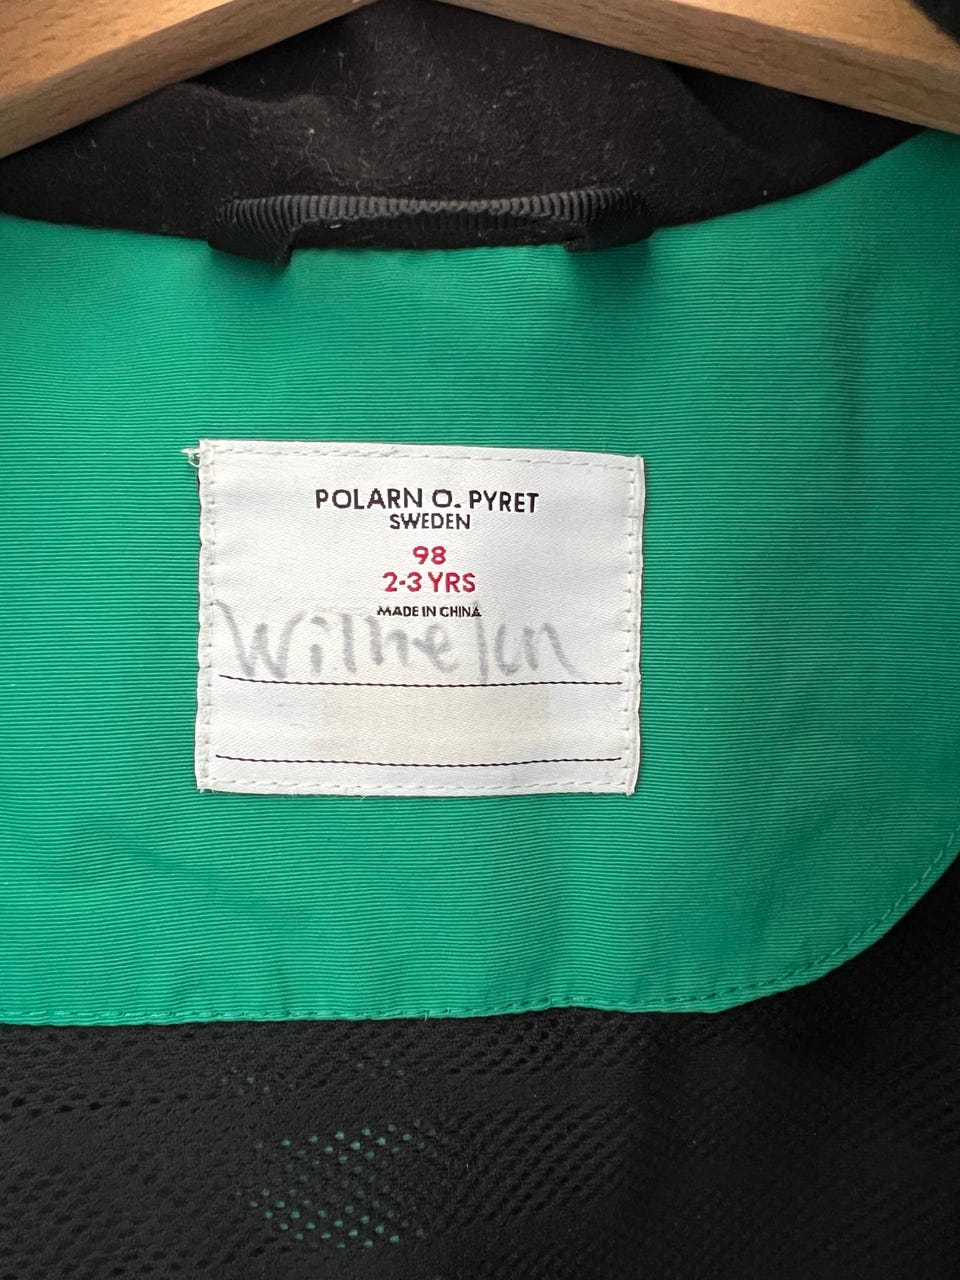 POLARN O. PYRET
SWEDEN
98
2-3 YRS
MADE IN CHINA
Wilhelm